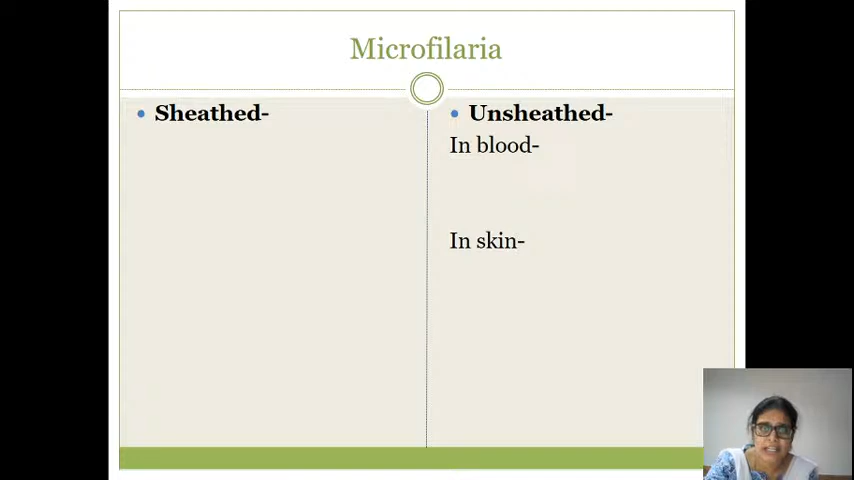 Microfilaria
Sheathed-
Unsheathed-
In blood-
In skin-